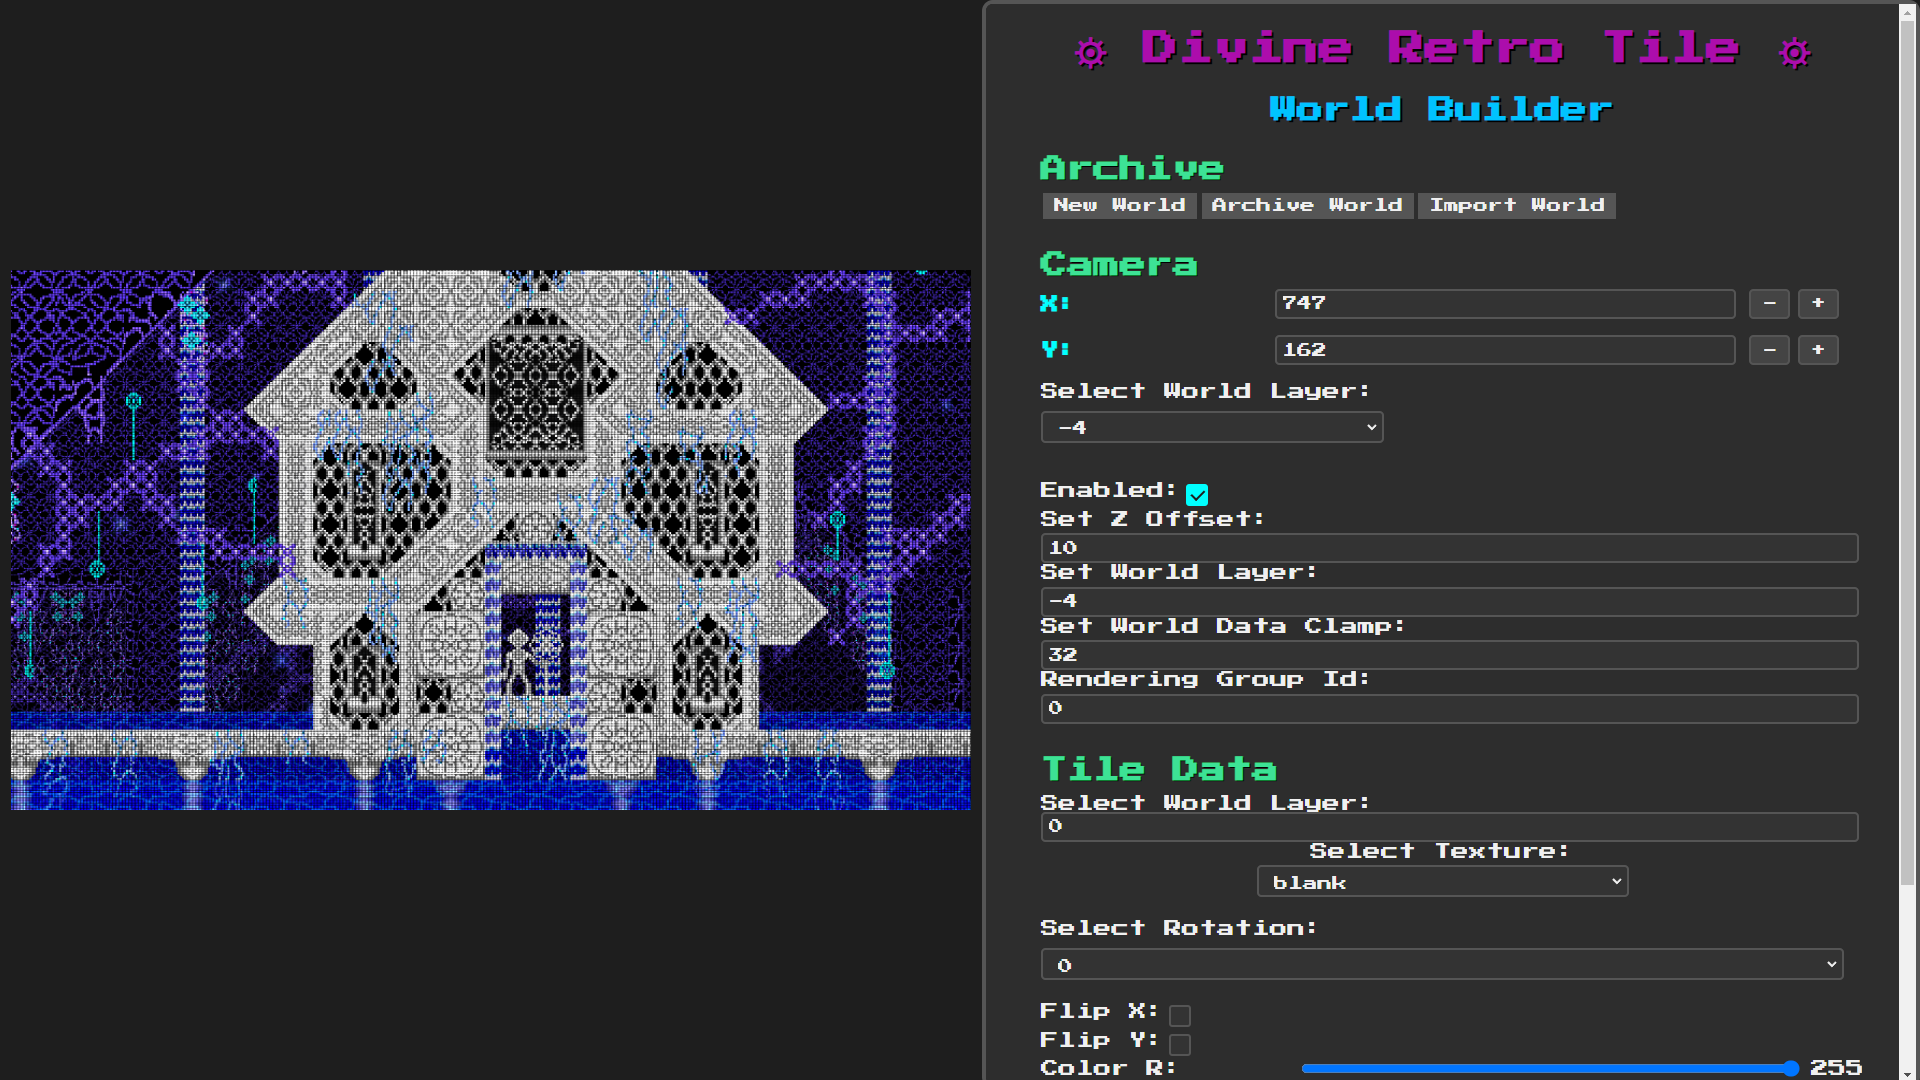 Divine Retro Tile
World Builder
Archive
New World Archive World Import World
Camera
X: 747 - +
Y: 162 - +
Select World Layer:
-4
Enabled:
Set Z Offset:
10
Set World Layer:
-4
Set World Data Clamp:
32
Rendering Group Id:
0
Tile Data
Select World Layer:
0
Select Texture:
blank
Select Rotation:
0
Flip X:
Flip Y:
Color R: 255